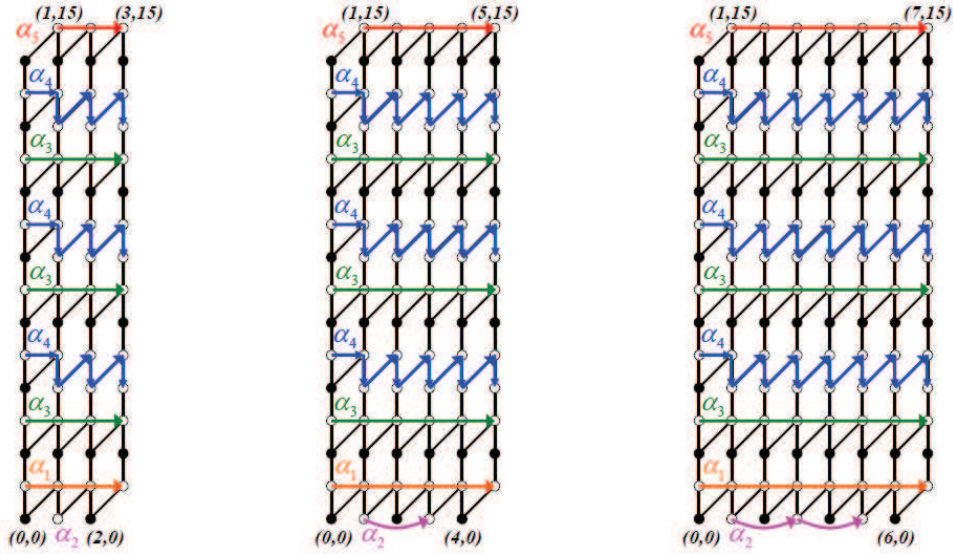 (1,15) (3,15) (1,15) (5,15) (1,15) (7,15)
α₅ α₅ α₅
α₄ α₄ α₄
α₃ α₃ α₃
α₄ α₄ α₄
α₃ α₃ α₃
α₄ α₄ α₄
α₃ α₃ α₃
α₁ α₁ α₁
(0,0) α₂ (2,0) (0,0) α₂ (4,0) (0,0) α₂ (6,0)